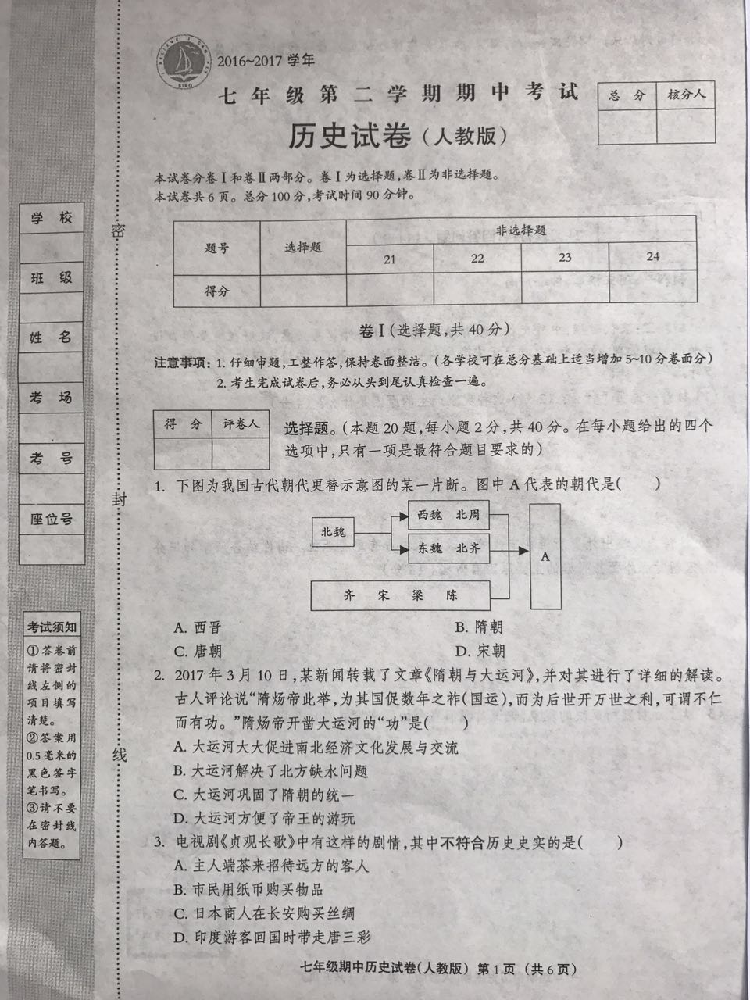 2016~2017 学年
七年级第二学期期中考试
历史试卷(人教版)
总 分 核分人
本试卷分卷Ⅰ和卷Ⅱ两部分。卷Ⅰ为选择题,卷Ⅱ为非选择题。
本试卷共 6 页。总分 100 分,考试时间 90 分钟。
题号 选择题 非选择题
21 22 23 24
得分
卷Ⅰ(选择题,共 40 分)
注意事项: 1. 仔细审题,工整作答,保持卷面整洁。(各学校可在总分基础上适当增加 5~10 分卷面分)
2. 考生完成试卷后,务必从头到尾认真检查一遍。
得 分 评卷人
选择题。(本题 20 题,每小题 2 分,共 40 分。在每小题给出的四个
选项中,只有一项是最符合题目要求的)
1. 下图为我国古代朝代更替示意图的某一片断。图中 A 代表的朝代是( )
北魏
西魏 北周
东魏 北齐
齐 宋 梁 陈
A
A. 西晋 B. 隋朝
C. 唐朝 D. 宋朝
2. 2017 年 3 月 10 日,某新闻转载了文章《隋朝与大运河》,并对其进行了详细的解读。
古人评论说“隋炀帝此举,为其国促数年之祚(国运),而为后世开万世之利,可谓不仁
而有功。”隋炀帝开凿大运河的“功”是( )
A. 大运河大大促进南北经济文化发展与交流
B. 大运河解决了北方缺水问题
C. 大运河巩固了隋朝的统一
D. 大运河方便了帝王的游玩
3. 电视剧《贞观长歌》中有这样的剧情,其中不符合历史史实的是( )
A. 主人端茶来招待远方的客人
B. 市民用纸币购买物品
C. 日本商人在长安购买丝绸
D. 印度游客回国时带走唐三彩
七年级期中历史试卷(人教版) 第 1 页 (共 6 页)
学 校
班 级
姓 名
考 场
考 号
座位号
考试须知
①答卷前
请将密封
线左侧的
项目填写
清楚。
②答案用
0.5 毫米的
黑色签字
笔书写。
③请不要
在密封线
内答题。
密
封
线